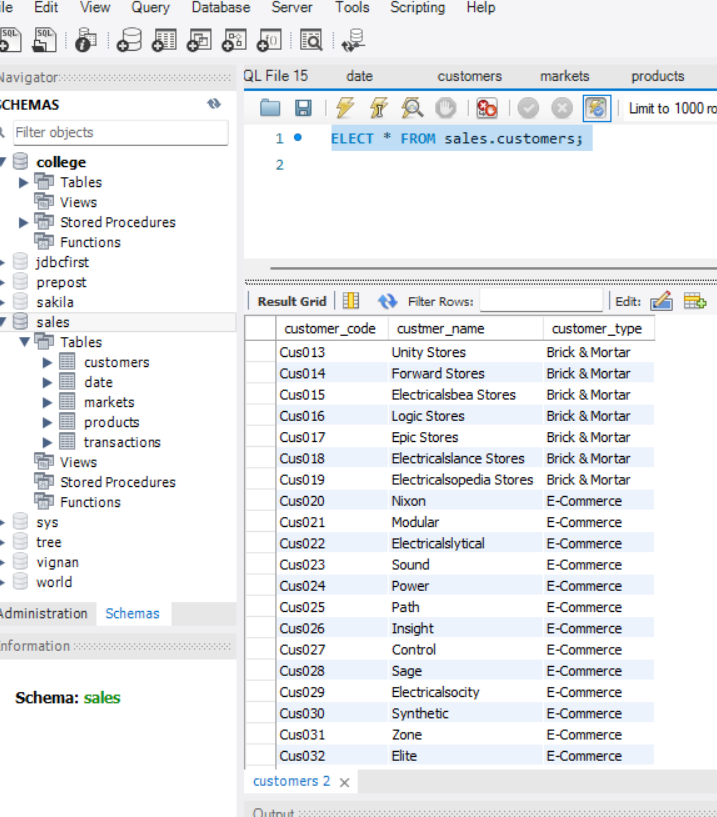 ile Edit View Query Database Server Tools Scripting Help
SQL SQL
Navigator
SCHEMAS
Filter objects
college
Tables
Views
Stored Procedures
Functions
jdbcfirst
prepost
sakila
sales
Tables
customers
date
markets
products
transactions
Views
Stored Procedures
Functions
sys
tree
vignan
world
Administration Schemas
Information
Schema: sales
QL File 15 date customers markets products
Limit to 1000 ro
1 ELECT * FROM sales.customers;
2
Result Grid Filter Rows: Edit:
customer_code custmer_name customer_type
Cus013 Unity Stores Brick & Mortar
Cus014 Forward Stores Brick & Mortar
Cus015 Electricalsbea Stores Brick & Mortar
Cus016 Logic Stores Brick & Mortar
Cus017 Epic Stores Brick & Mortar
Cus018 Electricalslance Stores Brick & Mortar
Cus019 Electricalsopedia Stores Brick & Mortar
Cus020 Nixon E-Commerce
Cus021 Modular E-Commerce
Cus022 Electricalslytical E-Commerce
Cus023 Sound E-Commerce
Cus024 Power E-Commerce
Cus025 Path E-Commerce
Cus026 Insight E-Commerce
Cus027 Control E-Commerce
Cus028 Sage E-Commerce
Cus029 Electricalsocity E-Commerce
Cus030 Synthetic E-Commerce
Cus031 Zone E-Commerce
Cus032 Elite E-Commerce
customers 2
Output